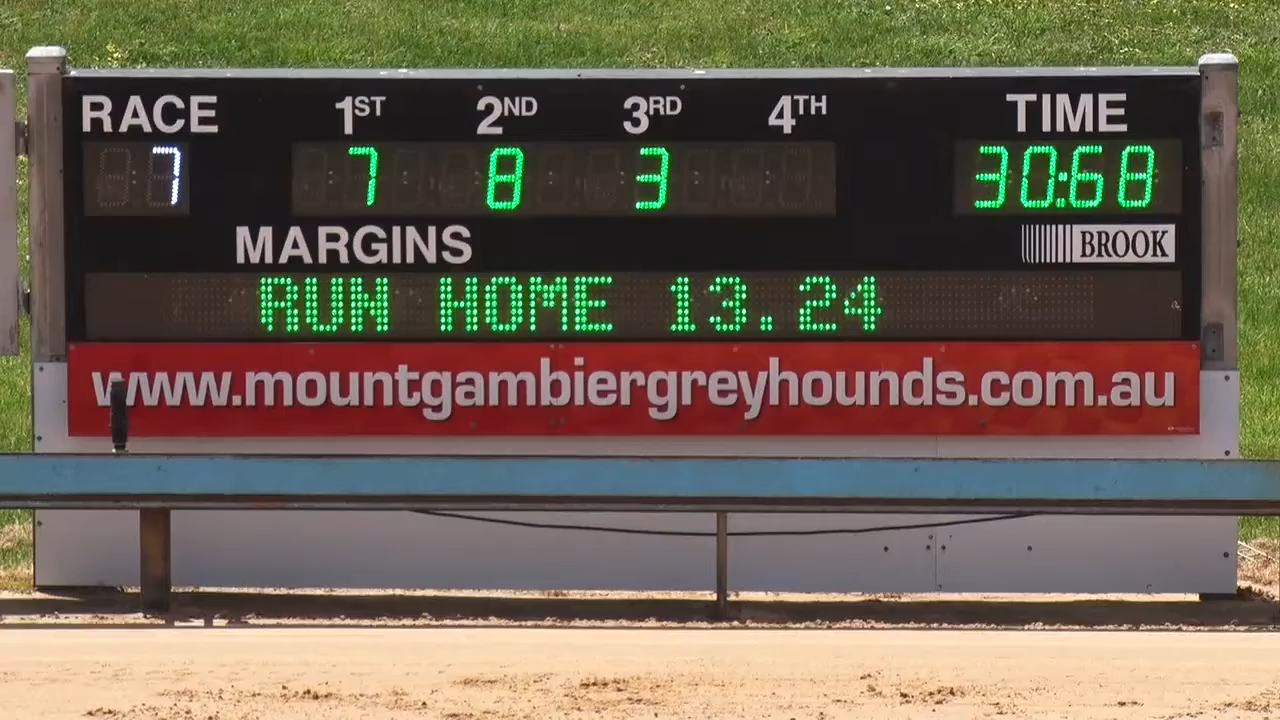 RACE 1ST 2ND 3RD 4TH TIME
7 7 8 3 30:68
MARGINS BROOK
RUN HOME 13.24
www.mountgambiergreyhounds.com.au